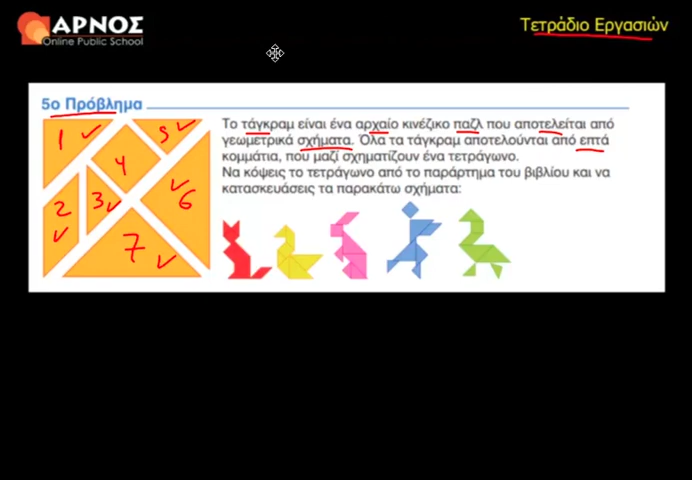 ΑΡΝΟΣ
Online Public School
Τετράδιο Εργασιών
5ο Πρόβλημα
Το τάγκραμ είναι ένα αρχαίο κινέζικο παζλ που αποτελείται από
γεωμετρικά σχήματα. Όλα τα τάγκραμ αποτελούνται από επτά
κομμάτια, που μαζί σχηματίζουν ένα τετράγωνο.
Να κόψεις το τετράγωνο από το παράρτημα του βιβλίου και να
κατασκευάσεις τα παρακάτω σχήματα:
1
5
4
2
3
6
7